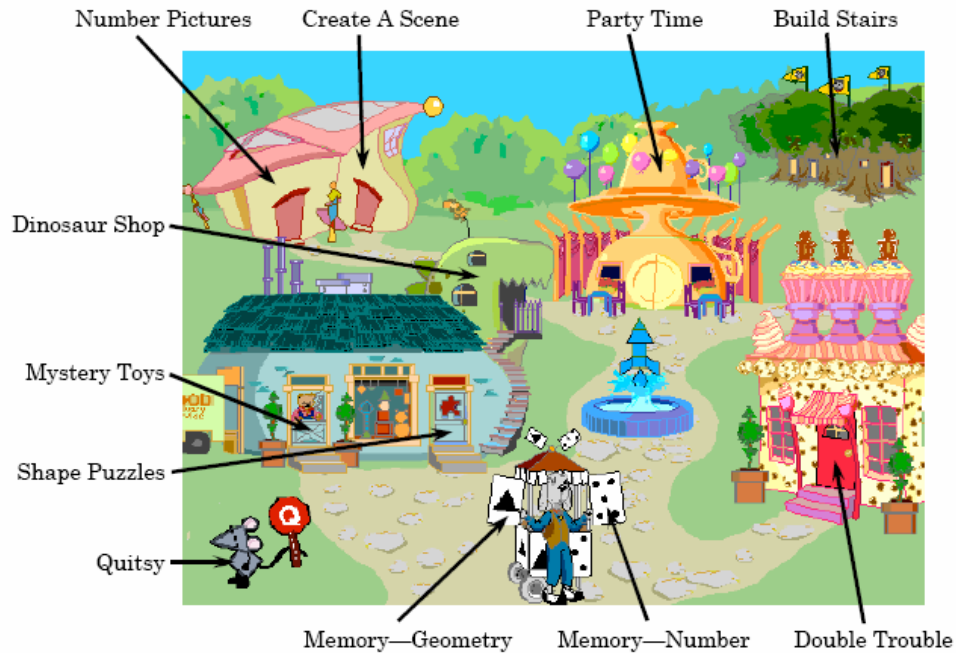 Number Pictures
Create A Scene
Party Time
Build Stairs
Dinosaur Shop
Mystery Toys
Shape Puzzles
Q
Quitsy
Memory—Geometry
Memory—Number
Double Trouble